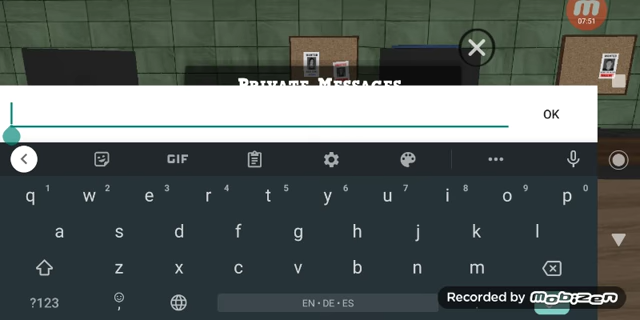 07:51
PRIVATE MESSAGES
OK
GIF
q 1 w 2 e 3 r 4 t 5 y 6 u 7 i 8 o 9 p 0
a s d f g h j k l
z x c v b n m
?123 , EN • DE • ES
Recorded by mobizen